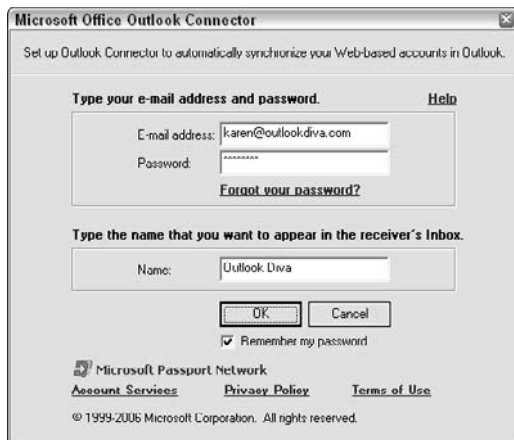 Microsoft Office Outlook Connector
Set up Outlook Connector to automatically synchronize your Web-based accounts in Outlook.
Type your e-mail address and password. Help
E-mail address: karen@outlookdiva.com
Password: ********
Forgot your password?
Type the name that you want to appear in the receiver's Inbox.
Name: Outlook Diva
OK Cancel
Remember my password
Microsoft Passport Network
Account Services Privacy Policy Terms of Use
© 1999-2006 Microsoft Corporation. All rights reserved.